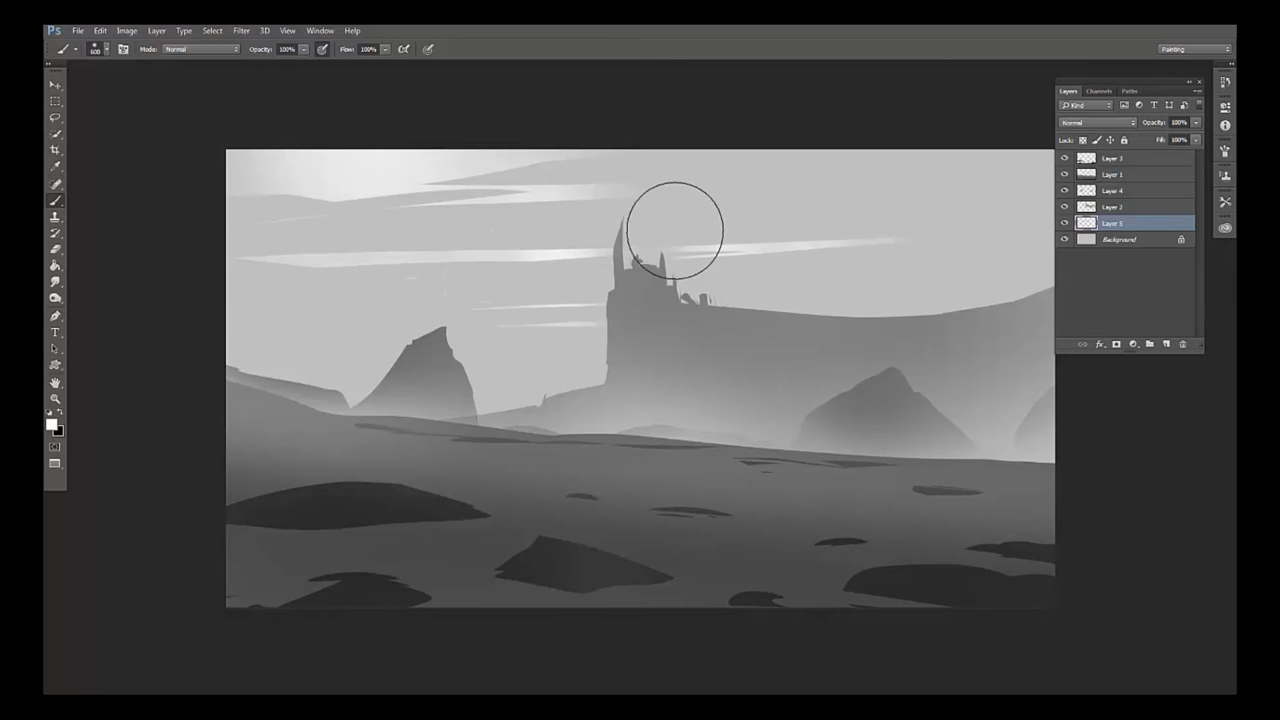 Ps File Edit Image Layer Type Select Filter 3D View Window Help
600 Mode: Normal Opacity: 100% Flow: 100% Painting
Layers Channels Paths
Kind
Normal Opacity: 100%
Lock: Fill: 100%
Layer 3
Layer 1
Layer 4
Layer 2
Layer 5
Background